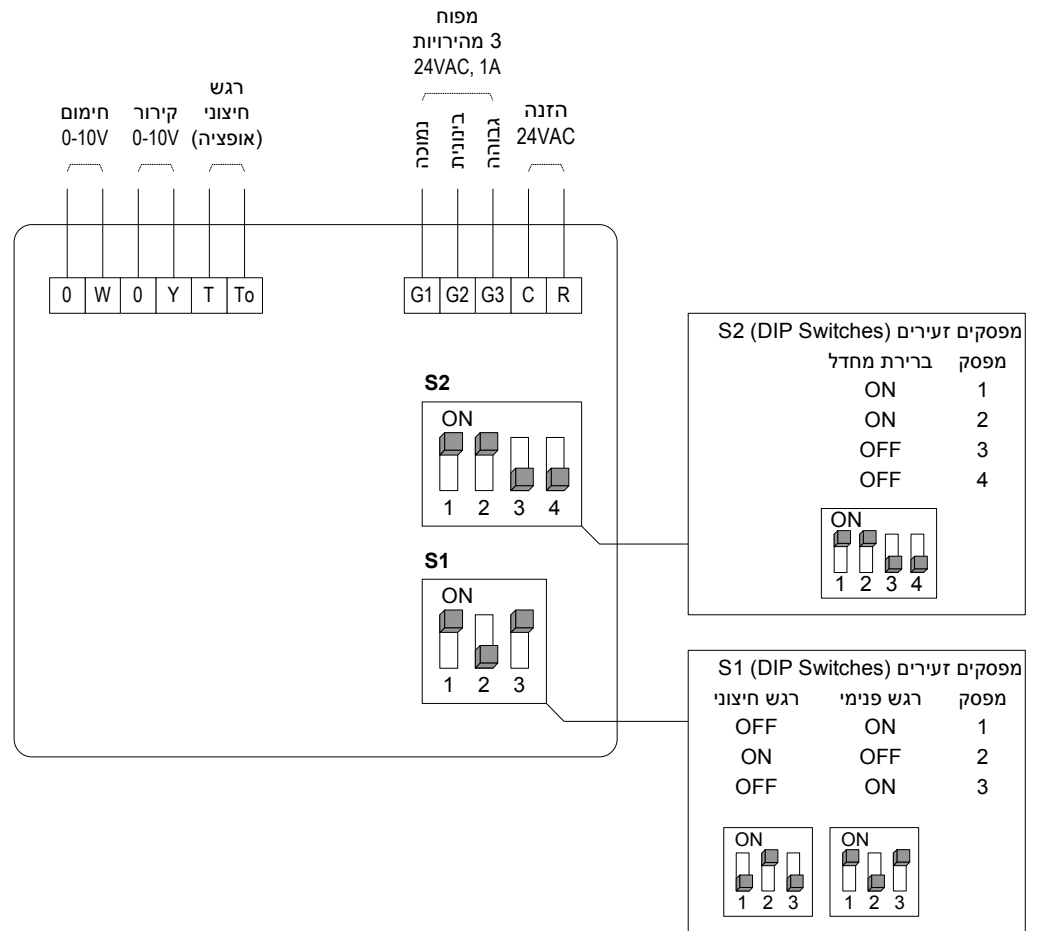 מפוח
3 מהירויות
24VAC, 1A
רגש
חיצוני
(אופציה)
חימום
0-10V
קירור
0-10V
נמוכה
בינונית
גבוהה
הזנה
24VAC
0 W 0 Y T To
G1 G2 G3 C R
S2
ON
1 2 3 4
S1
ON
1 2 3
מפסקים זעירים S2 (DIP Switches)
מפסק ברירת מחדל
1 ON
2 ON
3 OFF
4 OFF
ON
1 2 3 4
מפסקים זעירים S1 (DIP Switches)
מפסק רגש פנימי רגש חיצוני
1 ON OFF
2 OFF ON
3 ON OFF
ON
1 2 3
ON
1 2 3